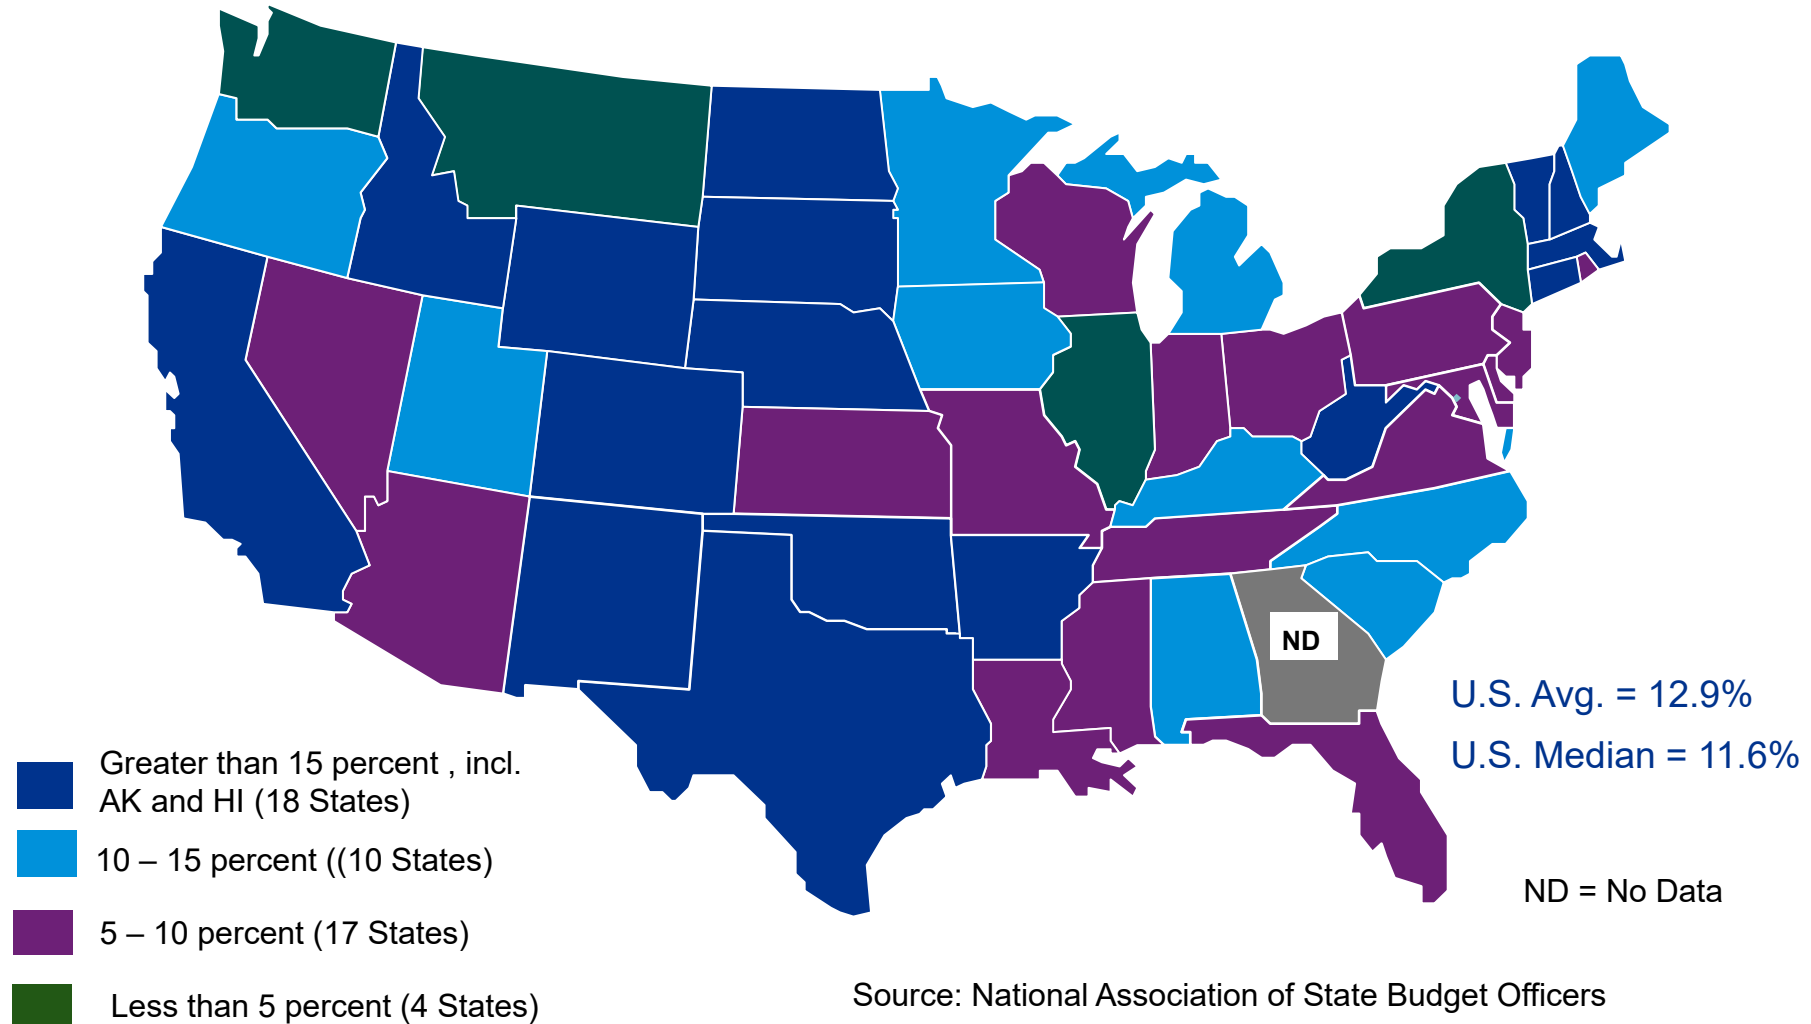 ND
U.S. Avg. = 12.9%
U.S. Median = 11.6%
Greater than 15 percent , incl.
AK and HI (18 States)
10 – 15 percent ((10 States)
5 – 10 percent (17 States)
Less than 5 percent (4 States)
ND = No Data
Source: National Association of State Budget Officers